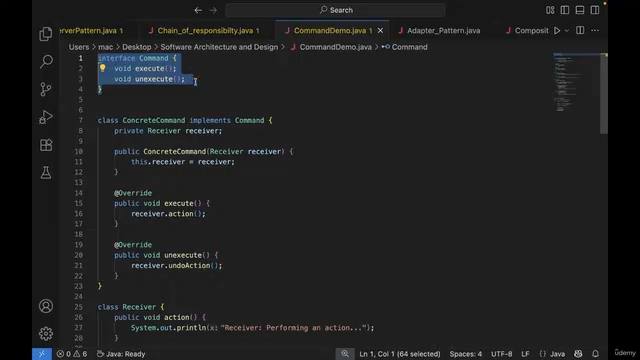 Search
erverPattern.java 1
Chain_of_responsibilty.java 1
CommandDemo.java 1
Adapter_Pattern.java
Composit
Users > mac > Desktop > Software Architecture and Design > CommandDemo.java > Command
1 interface Command {
2 void execute();
3 void unexecute();
4 }
5
6
7 class ConcreteCommand implements Command {
8 private Receiver receiver;
9
10 public ConcreteCommand(Receiver receiver) {
11 this.receiver = receiver;
12 }
13
14 @Override
15 public void execute() {
16 receiver.action();
17 }
18
19 @Override
20 public void unexecute() {
21 receiver.undoAction();
22 }
23 }
24
25 class Receiver {
26 public void action() {
27 System.out.println(x:"Receiver: Performing an action...");
28 }
0 6
Java: Ready
Ln 1, Col 1 (64 selected)
Spaces: 4
UTF-8
LF
{} Java
udemy